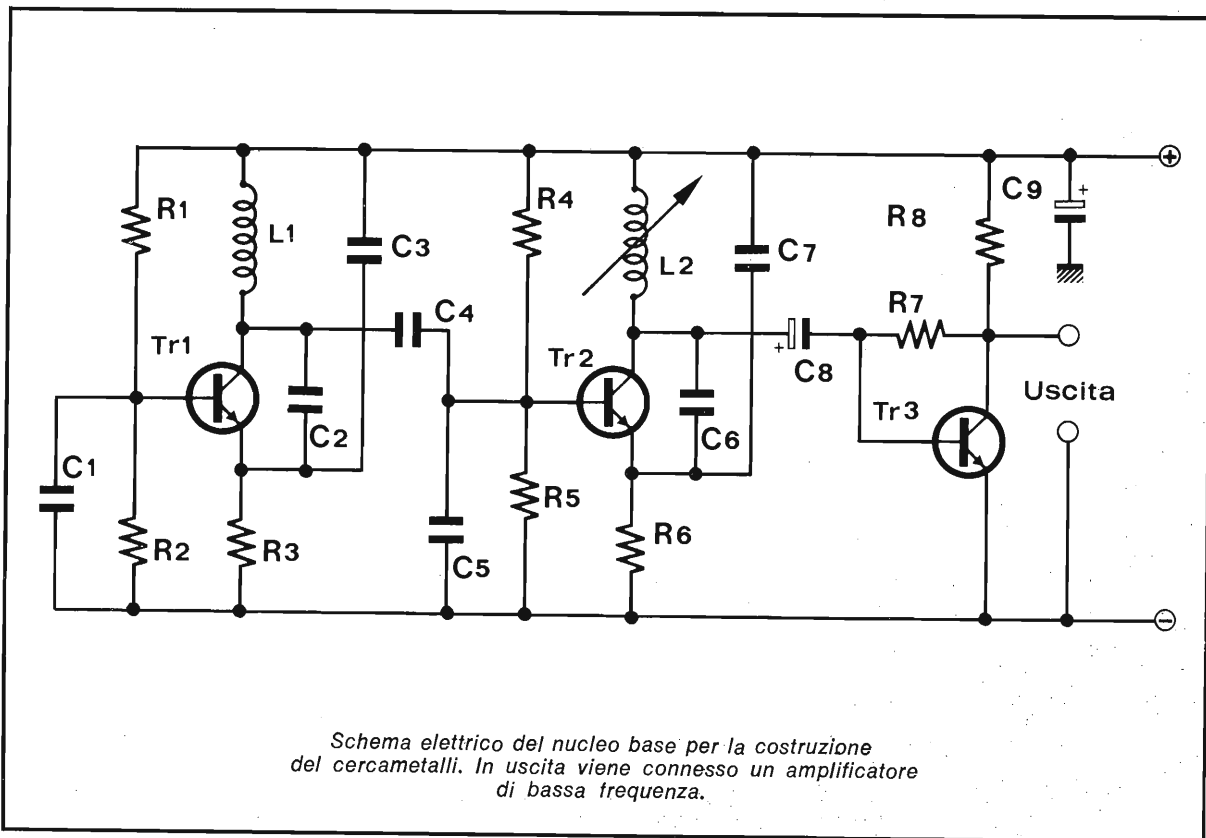 R1
L1
C3
R4
L2
C7
R8
C9
+
+
C4
R7
Tr1
Tr2
+
C8
Uscita
C2
C6
Tr3
C1
R2
R3
C5
R5
R6
−
Schema elettrico del nucleo base per la costruzione
del cercametalli. In uscita viene connesso un amplificatore
di bassa frequenza.